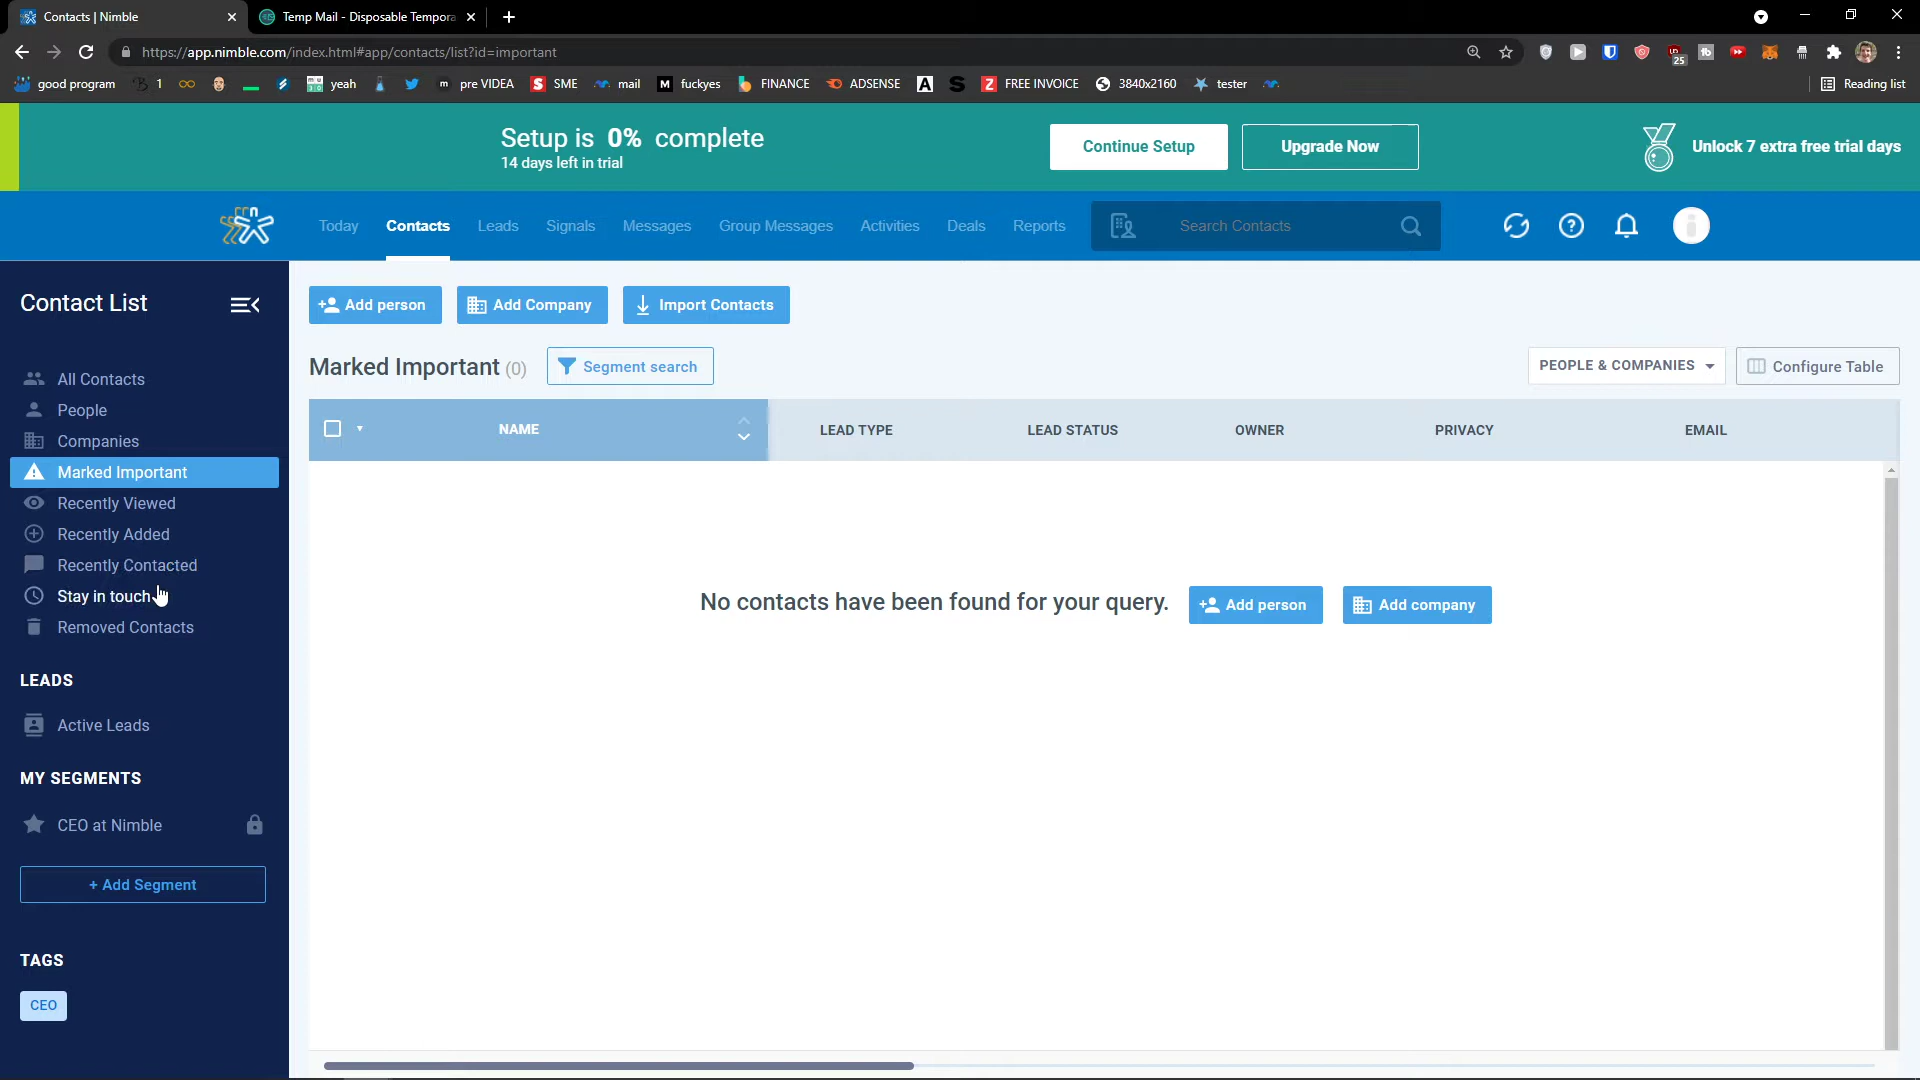 Contacts | Nimble
Temp Mail - Disposable Tempora
https://app.nimble.com/index.html#app/contacts/list?id=important
25
good program
1
yeah
pre VIDEA
SME
mail
fuckyes
FINANCE
ADSENSE
FREE INVOICE
3840x2160
tester
Reading list
Setup is 0% complete
14 days left in trial
Continue Setup
Upgrade Now
Unlock 7 extra free trial days
Today
Contacts
Leads
Signals
Messages
Group Messages
Activities
Deals
Reports
Search Contacts
Contact List
All Contacts
People
Companies
Marked Important
Recently Viewed
Recently Added
Recently Contacted
Stay in touch
Removed Contacts
LEADS
Active Leads
MY SEGMENTS
CEO at Nimble
+ Add Segment
TAGS
CEO
Add person
Add Company
Import Contacts
Marked Important (0)
Segment search
PEOPLE & COMPANIES
Configure Table
NAME
LEAD TYPE
LEAD STATUS
OWNER
PRIVACY
EMAIL
No contacts have been found for your query.
Add person
Add company